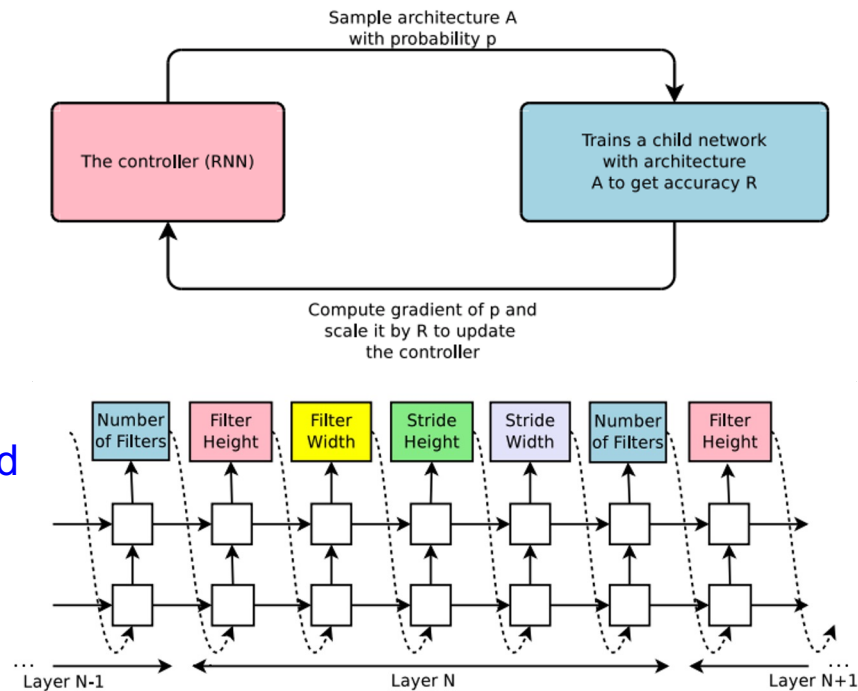 Sample architecture A
with probability p
The controller (RNN)
Trains a child network
with architecture
A to get accuracy R
Compute gradient of p and
scale it by R to update
the controller
Number
of Filters
Filter
Height
Filter
Width
Stride
Height
Stride
Width
Number
of Filters
Filter
Height
d
...
Layer N-1
Layer N
...
Layer N+1